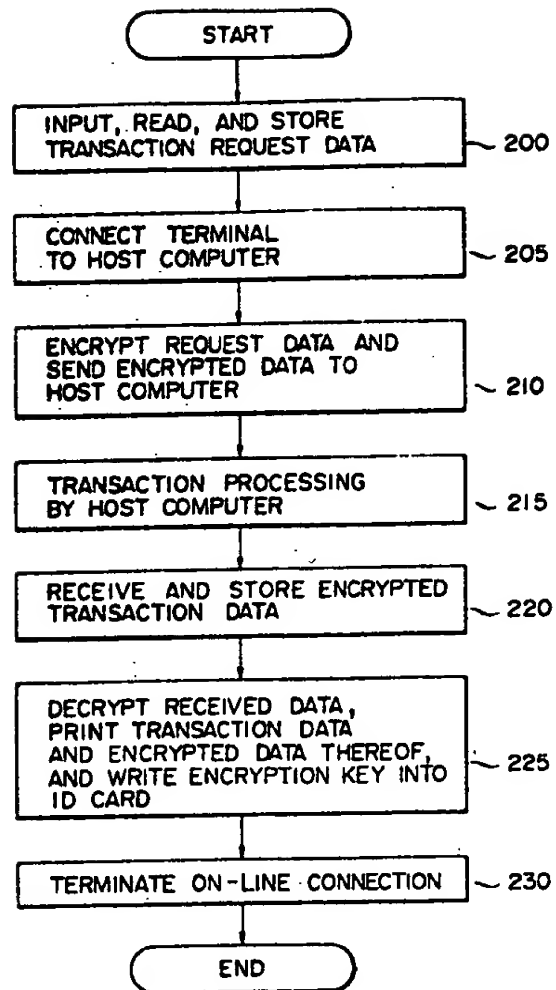 START
INPUT, READ, AND STORE
TRANSACTION REQUEST DATA
~ 200
CONNECT TERMINAL
TO HOST COMPUTER
~ 205
ENCRYPT REQUEST DATA AND
SEND ENCRYPTED DATA TO
HOST COMPUTER
~ 210
TRANSACTION PROCESSING
BY HOST COMPUTER
~ 215
RECEIVE AND STORE ENCRYPTED
TRANSACTION DATA
~ 220
DECRYPT RECEIVED DATA,
PRINT TRANSACTION DATA
AND ENCRYPTED DATA THEREOF,
AND WRITE ENCRYPTION KEY INTO
ID CARD
~ 225
TERMINATE ON-LINE CONNECTION
~ 230
END